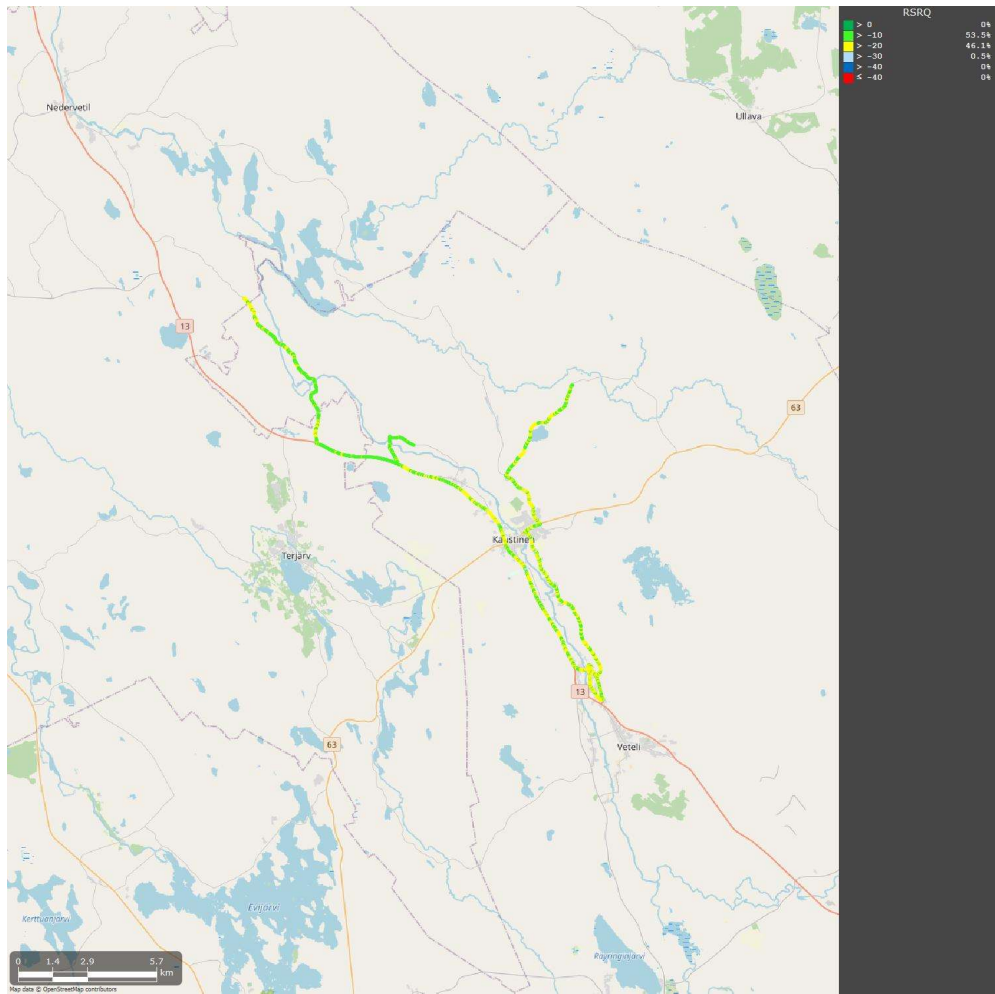 RSRQ
> 0 0%
> -10 53.5%
> -20 46.1%
> -30 0.5%
> -40 0%
≤ -40 0%
Nedervetil
Ullava
13
63
Kaustinen
Terjärv
13
63
Veteli
Evijärvi
Kerttuanjärvi
Räyringinjärvi
0 1.4 2.9 5.7
km
Map data © OpenStreetMap contributors